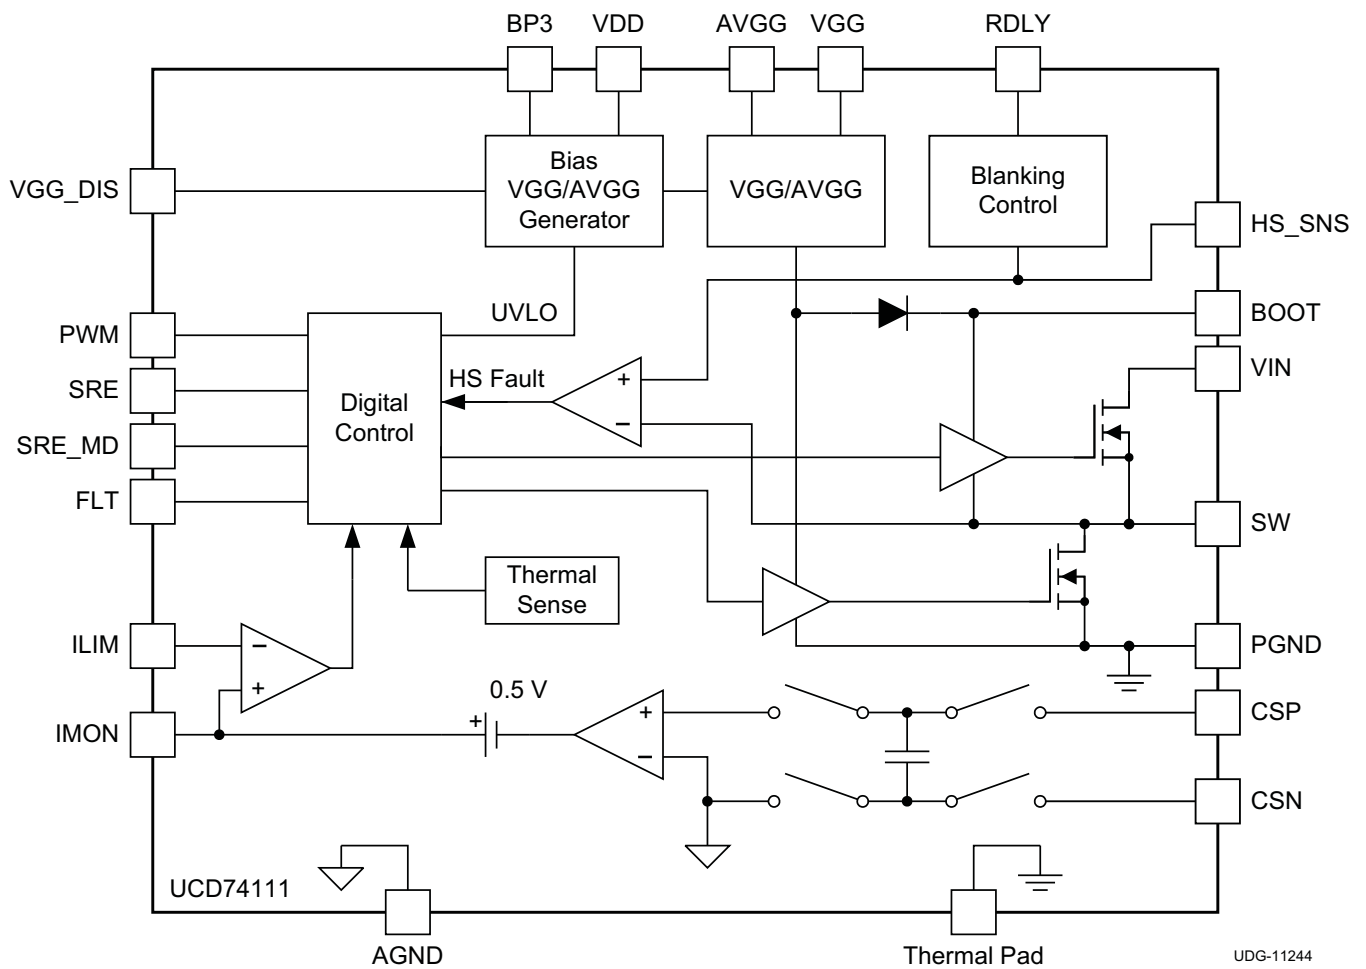 BP3 VDD AVGG VGG RDLY
VGG_DIS
Bias
VGG/AVGG
Generator
VGG/AVGG
Blanking
Control
HS_SNS
UVLO
BOOT
PWM
VIN
SRE
HS Fault
+
−
Digital
Control
SRE_MD
FLT
SW
Thermal
Sense
ILIM
−
+
PGND
0.5 V
+
+
−
IMON
CSP
CSN
UCD74111
AGND
Thermal Pad
UDG-11244